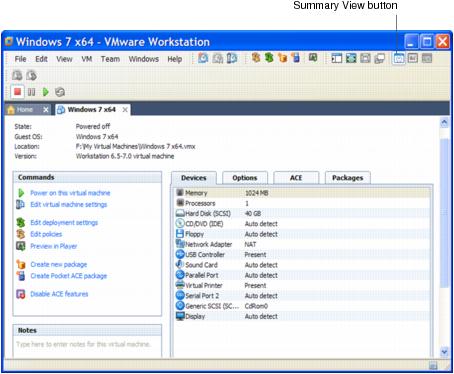 Summary View button
Windows 7 x64 - VMware Workstation
File Edit View VM Team Windows Help
Home
Windows 7 x64
State: Powered off
Guest OS: Windows 7 x64
Location: F:\My Virtual Machines\Windows 7 x64.vmx
Version: Workstation 6.5-7.0 virtual machine
Commands
Power on this virtual machine
Edit virtual machine settings
Edit deployment settings
Edit policies
Preview in Player
Create new package
Create Pocket ACE package
Disable ACE features
Notes
Type here to enter notes for this virtual machine.
Devices Options ACE Packages
Memory 1024 MB
Processors 1
Hard Disk (SCSI) 40 GB
CD/DVD (IDE) Auto detect
Floppy Auto detect
Network Adapter NAT
USB Controller Present
Sound Card Auto detect
Parallel Port Auto detect
Virtual Printer Present
Serial Port 2 Auto detect
Generic SCSI (SC... CdRom0
Display Auto detect